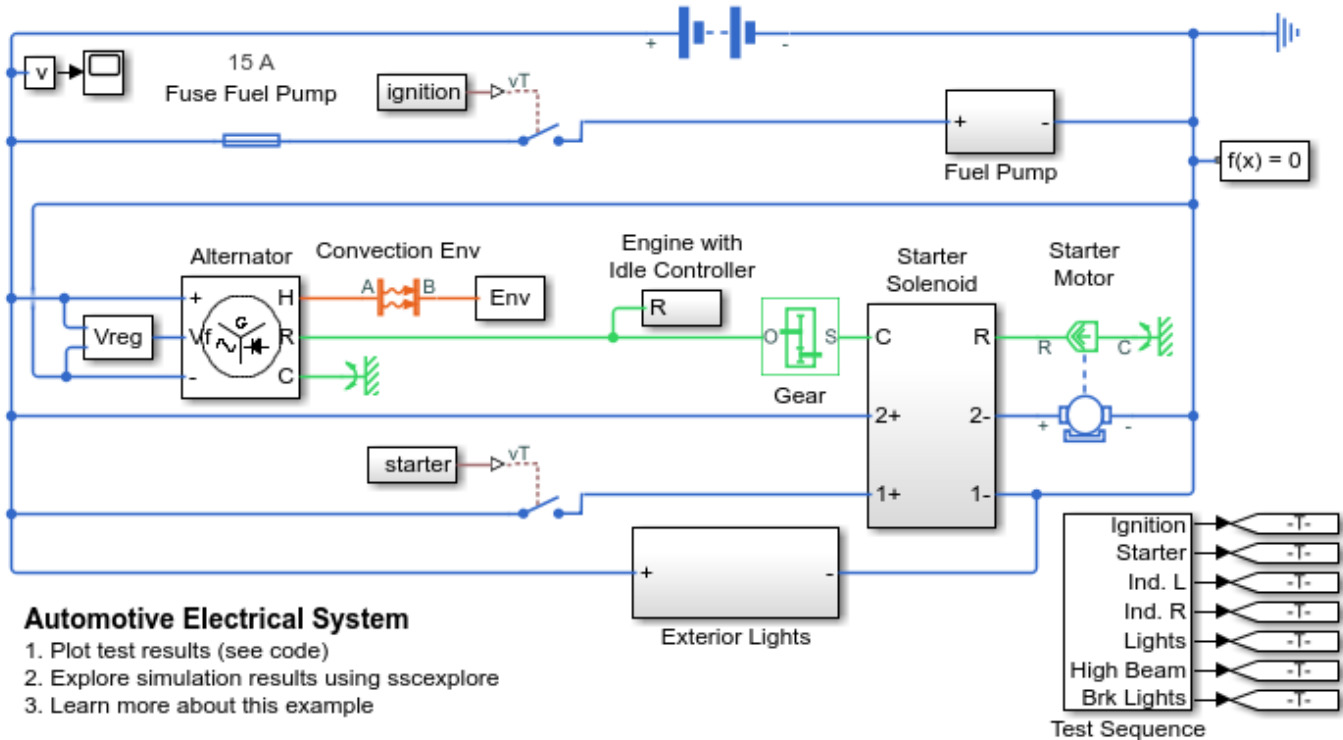 + -
v
15 A
Fuse Fuel Pump
ignition
vT
+ -
Fuel Pump
f(x) = 0
Alternator
Convection Env
Engine with
Idle Controller
Starter
Solenoid
Starter
Motor
+ H
A B
Env
R
Vreg
Vf R
G
O S
C R
R C
- C
Gear
2+ 2-
+ -
starter
vT
1+ 1-
+ -
Exterior Lights
Ignition -T-
Starter -T-
Ind. L -T-
Ind. R -T-
Lights -T-
High Beam -T-
Brk Lights -T-
Test Sequence
Automotive Electrical System
1. Plot test results (see code)
2. Explore simulation results using sscexplore
3. Learn more about this example